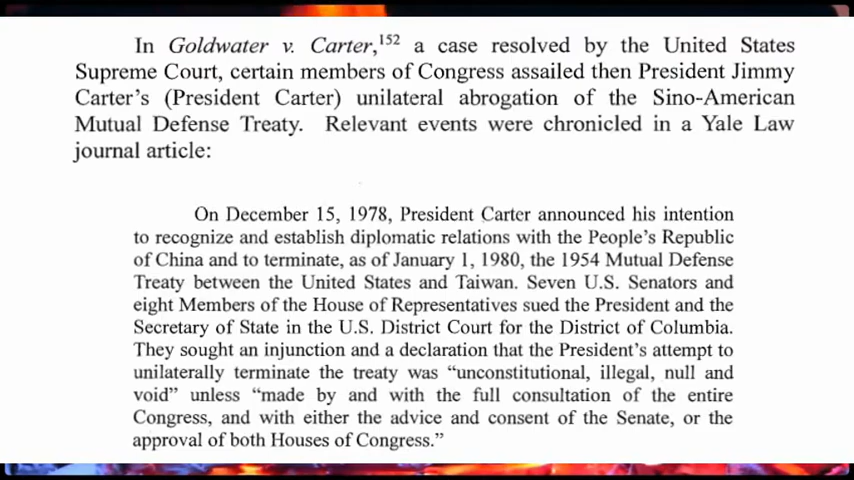 In Goldwater v. Carter,152 a case resolved by the United States
Supreme Court, certain members of Congress assailed then President Jimmy
Carter's (President Carter) unilateral abrogation of the Sino-American
Mutual Defense Treaty. Relevant events were chronicled in a Yale Law
journal article:
On December 15, 1978, President Carter announced his intention
to recognize and establish diplomatic relations with the People's Republic
of China and to terminate, as of January 1, 1980, the 1954 Mutual Defense
Treaty between the United States and Taiwan. Seven U.S. Senators and
eight Members of the House of Representatives sued the President and the
Secretary of State in the U.S. District Court for the District of Columbia.
They sought an injunction and a declaration that the President's attempt to
unilaterally terminate the treaty was “unconstitutional, illegal, null and
void” unless “made by and with the full consultation of the entire
Congress, and with either the advice and consent of the Senate, or the
approval of both Houses of Congress.”